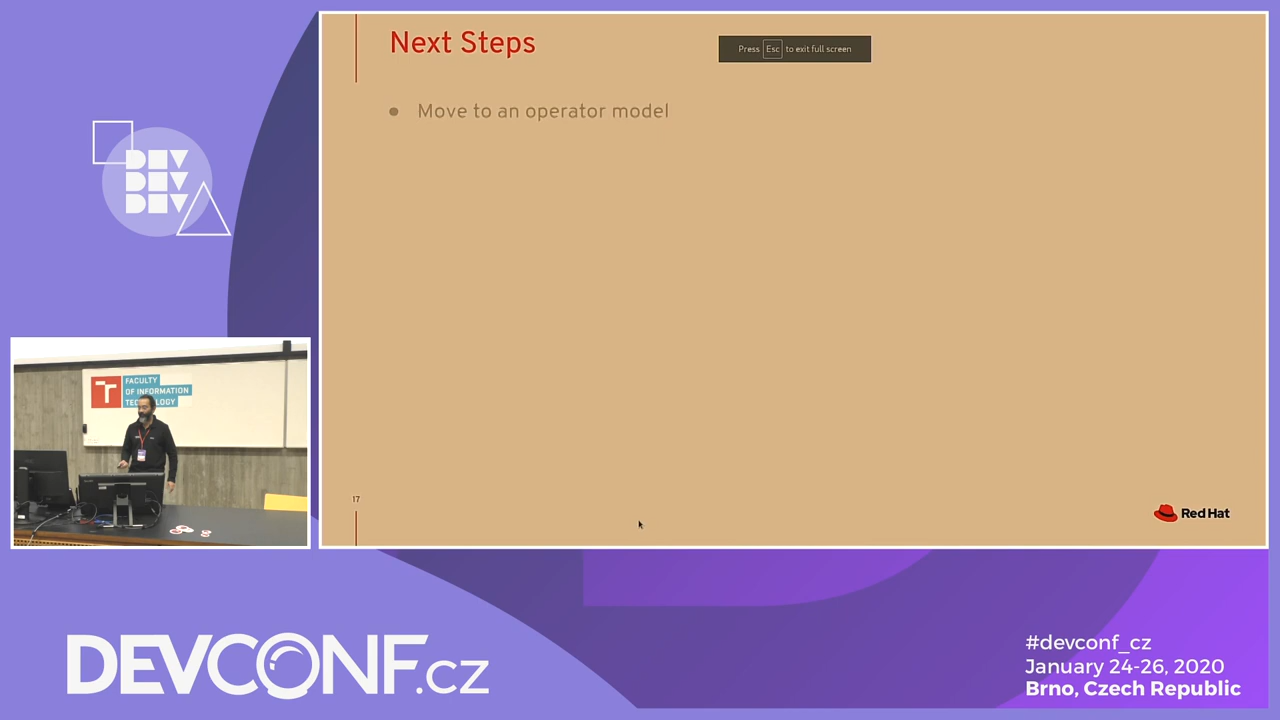 Next Steps
Press Esc to exit full screen
● Move to an operator model
DEV
DEV
DEV
FACULTY
OF INFORMATION
17
Red Hat
DEVCONF.cz
#devconf_cz
January 24-26, 2020
Brno, Czech Republic